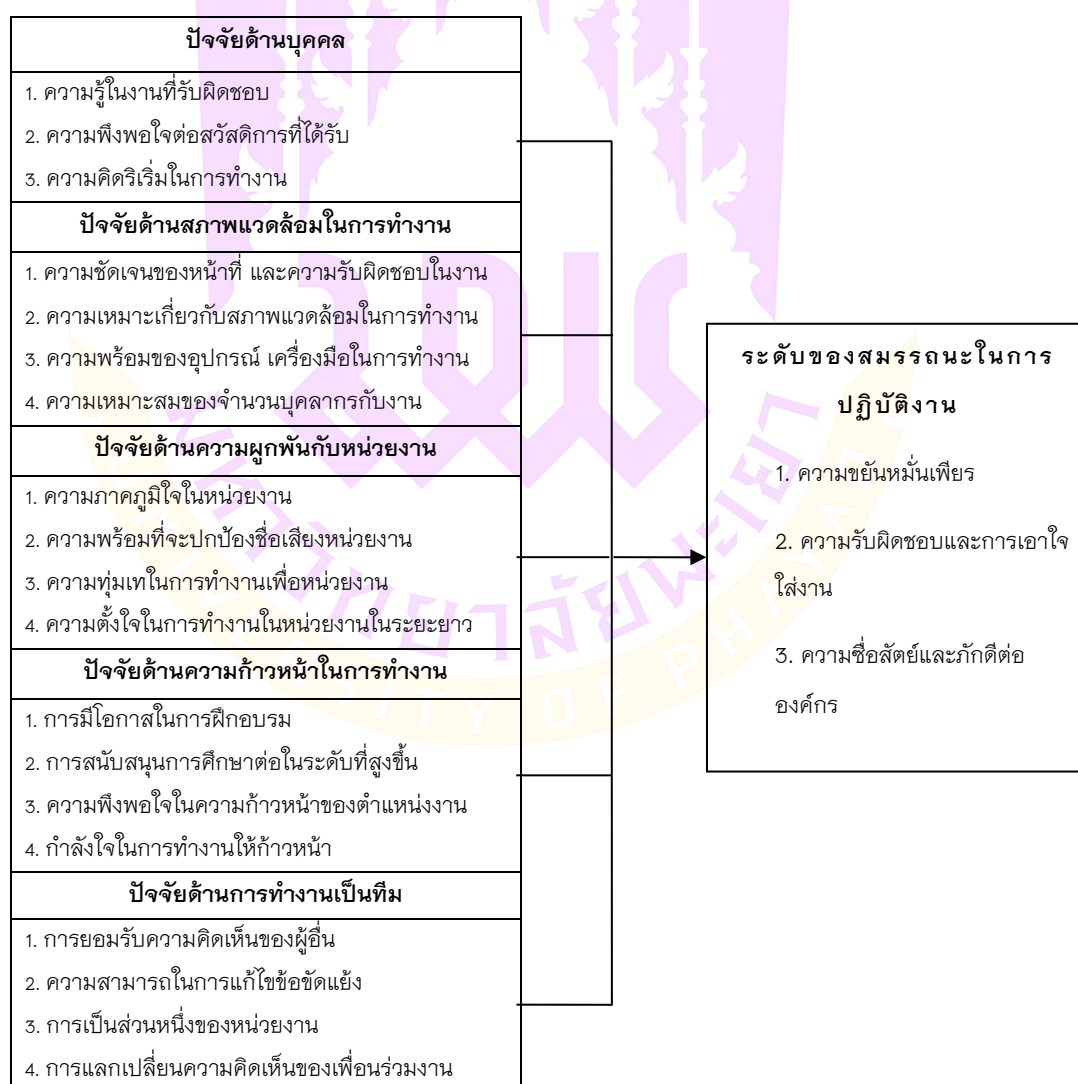 ปัจจัยด้านบุคคล
1. ความรู้ในงานที่รับผิดชอบ
2. ความพึงพอใจต่อสวัสดิการที่ได้รับ
3. ความคิดริเริ่มในการทำงาน
ปัจจัยด้านสภาพแวดล้อมในการทำงาน
1. ความชัดเจนของหน้าที่ และความรับผิดชอบในงาน
2. ความเหมาะเกี่ยวกับสภาพแวดล้อมในการทำงาน
3. ความพร้อมของอุปกรณ์ เครื่องมือในการทำงาน
4. ความเหมาะสมของจำนวนบุคลากรกับงาน
ปัจจัยด้านความผูกพันกับหน่วยงาน
1. ความภาคภูมิใจในหน่วยงาน
2. ความพร้อมที่จะปกป้องชื่อเสียงหน่วยงาน
3. ความทุ่มเทในการทำงานเพื่อหน่วยงาน
4. ความตั้งใจในการทำงานในหน่วยงานในระยะยาว
ปัจจัยด้านความก้าวหน้าในการทำงาน
1. การมีโอกาสในการฝึกอบรม
2. การสนับสนุนการศึกษาต่อในระดับที่สูงขึ้น
3. ความพึงพอใจในความก้าวหน้าของตำแหน่งงาน
4. กำลังใจในการทำงานให้ก้าวหน้า
ปัจจัยด้านการทำงานเป็นทีม
1. การยอมรับความคิดเห็นของผู้อื่น
2. ความสามารถในการแก้ไขข้อขัดแย้ง
3. การเป็นส่วนหนึ่งของหน่วยงาน
4. การแลกเปลี่ยนความคิดเห็นของเพื่อนร่วมงาน
ระดับของสมรรถนะในการ
ปฏิบัติงาน
1. ความขยันหมั่นเพียร
2. ความรับผิดชอบและการเอาใจ
ใส่งาน
3. ความซื่อสัตย์และภักดีต่อ
องค์กร
มหาวิทยาลัยพะเยา
UNIVERSITY OF PHAYAO